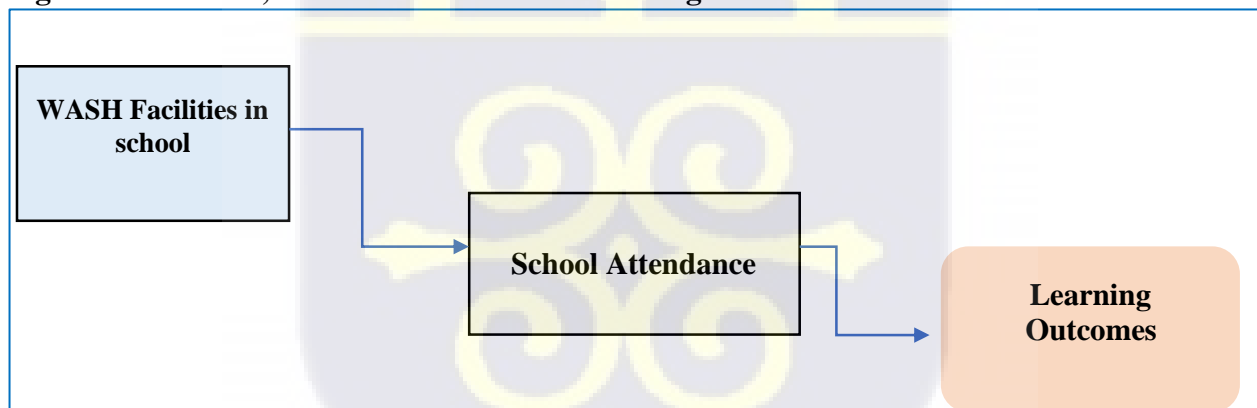 WASH Facilities in
school
School Attendance
Learning
Outcomes